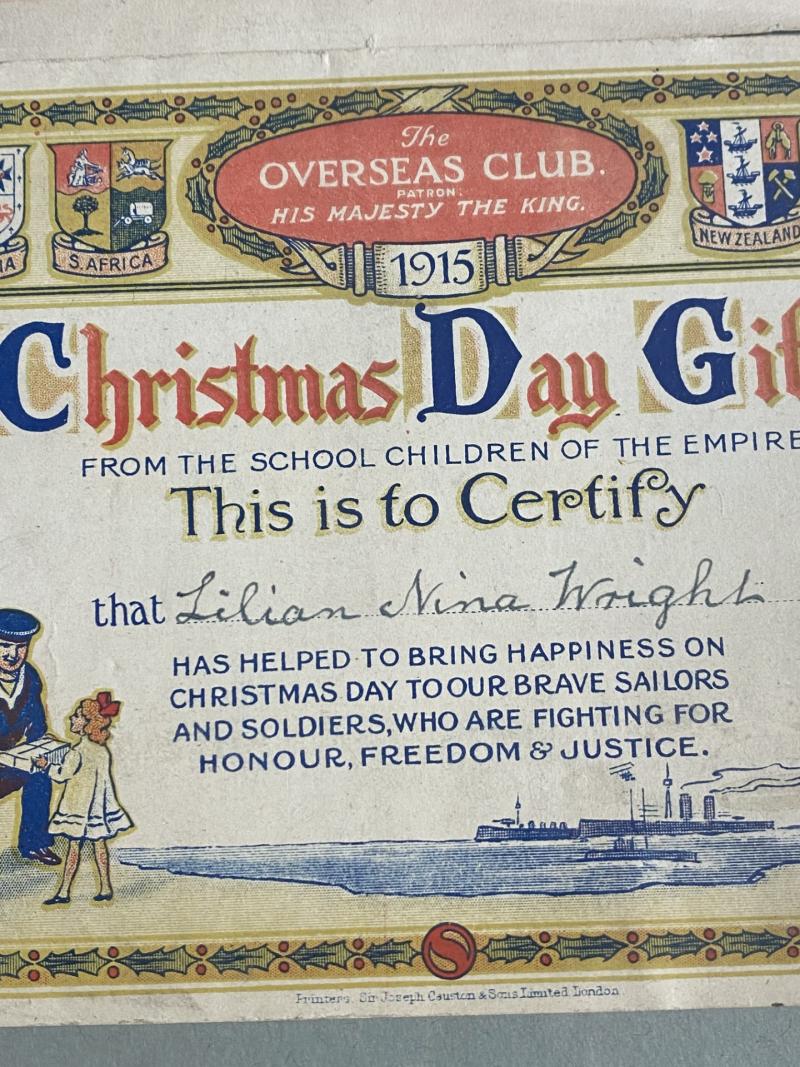 The
OVERSEAS CLUB.
PATRON:
HIS MAJESTY THE KING.
1915
IA
S. AFRICA
NEW ZEALAND
Christmas Day Gif
FROM THE SCHOOL CHILDREN OF THE EMPIRE
This is to Certify
that Lilian Nina Wright
HAS HELPED TO BRING HAPPINESS ON
CHRISTMAS DAY TO OUR BRAVE SAILORS
AND SOLDIERS, WHO ARE FIGHTING FOR
HONOUR, FREEDOM & JUSTICE.
S
Printers. Sir Joseph Causton & Sons Limited London.